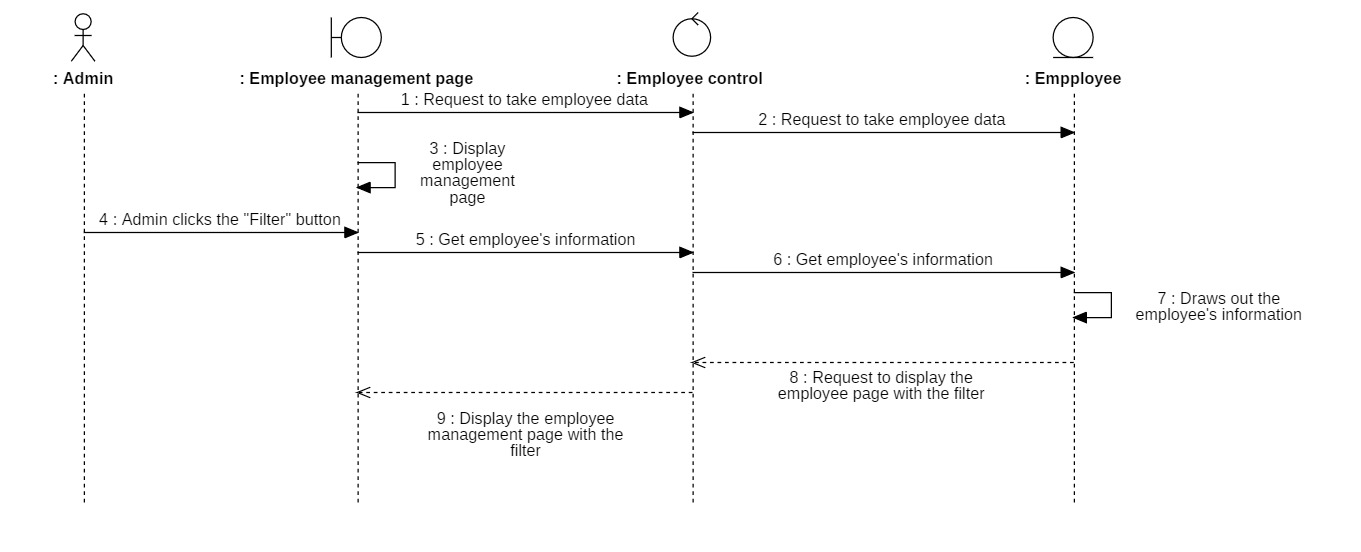 : Admin
: Employee management page
: Employee control
: Empployee
1 : Request to take employee data
2 : Request to take employee data
3 : Display
employee
management
page
4 : Admin clicks the "Filter" button
5 : Get employee's information
6 : Get employee's information
7 : Draws out the
employee's information
8 : Request to display the
employee page with the filter
9 : Display the employee
management page with the
filter